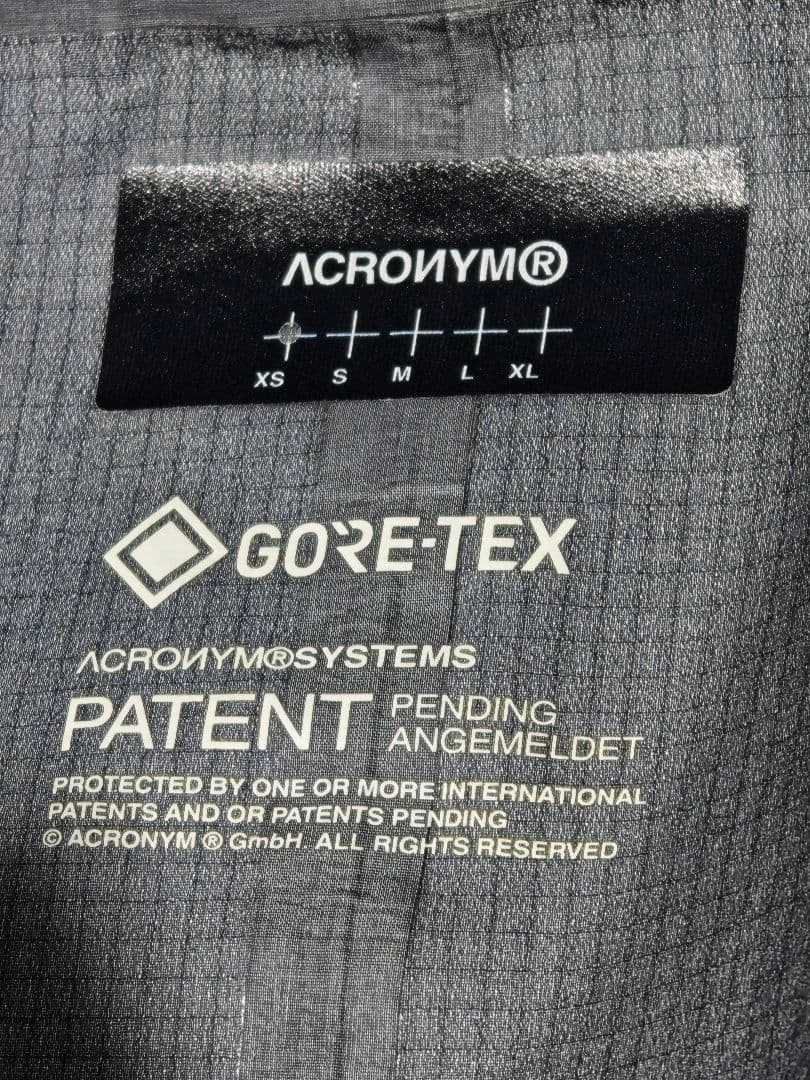 ACRONYM®
XS S M L XL
GORE-TEX
ACRONYM®SYSTEMS
PATENT PENDING
ANGEMELDET
PROTECTED BY ONE OR MORE INTERNATIONAL
PATENTS AND OR PATENTS PENDING
© ACRONYM ® GmbH. ALL RIGHTS RESERVED